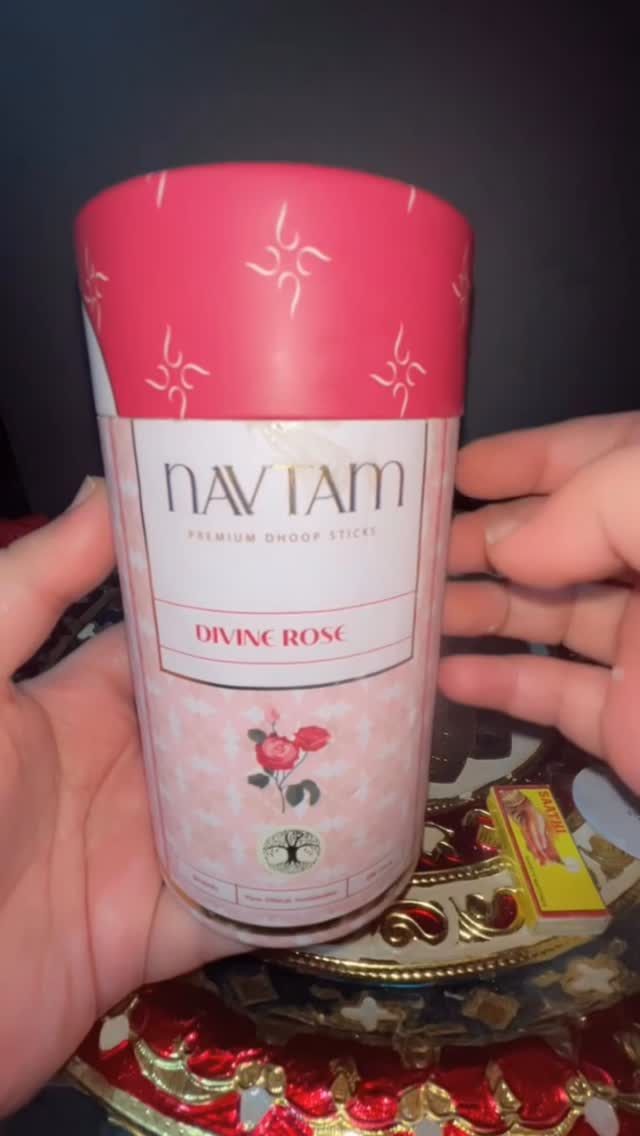 NAVTAM
PREMIUM DHOOP STICKS
DIVINE ROSE
SAATHI